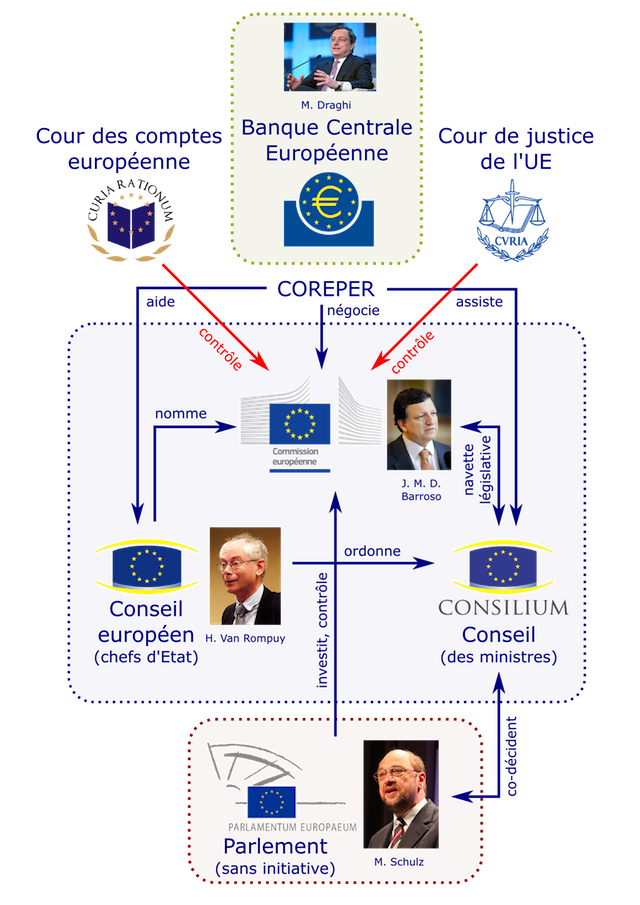 M. Draghi
Banque Centrale
Européenne
€
Cour des comptes
européenne
CURIA RATIONUM
Cour de justice
de l'UE
CVRIA
COREPER
aide
négocie
assiste
contrôle
contrôle
nomme
Commission
européenne
J. M. D.
Barroso
navette
législative
ordonne
Conseil
européen
(chefs d'Etat)
H. Van Rompuy
CONSILIUM
Conseil
(des ministres)
investit, contrôle
co-décident
PARLAMENTUM EUROPAEUM
Parlement
(sans initiative)
M. Schulz